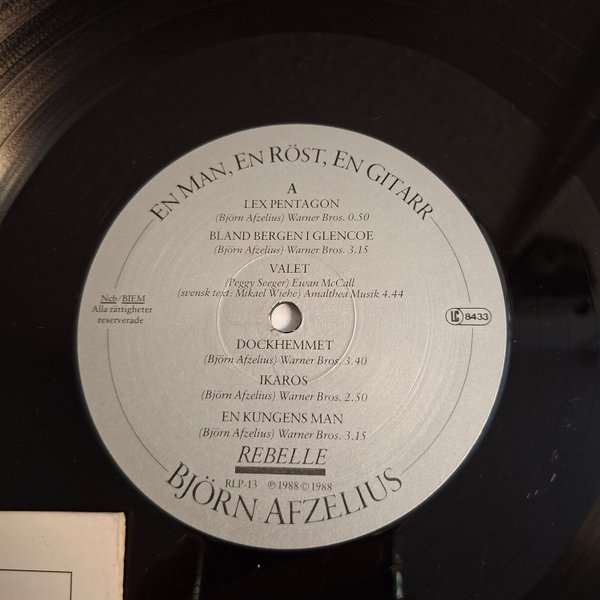 EN MAN, EN RÖST, EN GITARR
A
LEX PENTAGON
(Björn Afzelius) Warner Bros. 0.50
BLAND BERGEN I GLENCOE
(Björn Afzelius) Warner Bros. 3.15
VALET
(Peggy Seeger) Ewan McCall
(svensk text: Mikael Wiehe) Amalthea Musik 4.44
Ncb/BIEM
Alla rättigheter
reserverade
LC 8433
DOCKHEMMET
(Björn Afzelius) Warner Bros. 3.40
IKAROS
(Björn Afzelius) Warner Bros. 2.50
EN KUNGENS MAN
(Björn Afzelius) Warner Bros. 3.15
REBELLE
RLP-13 ℗ 1988 © 1988
BJÖRN AFZELIUS